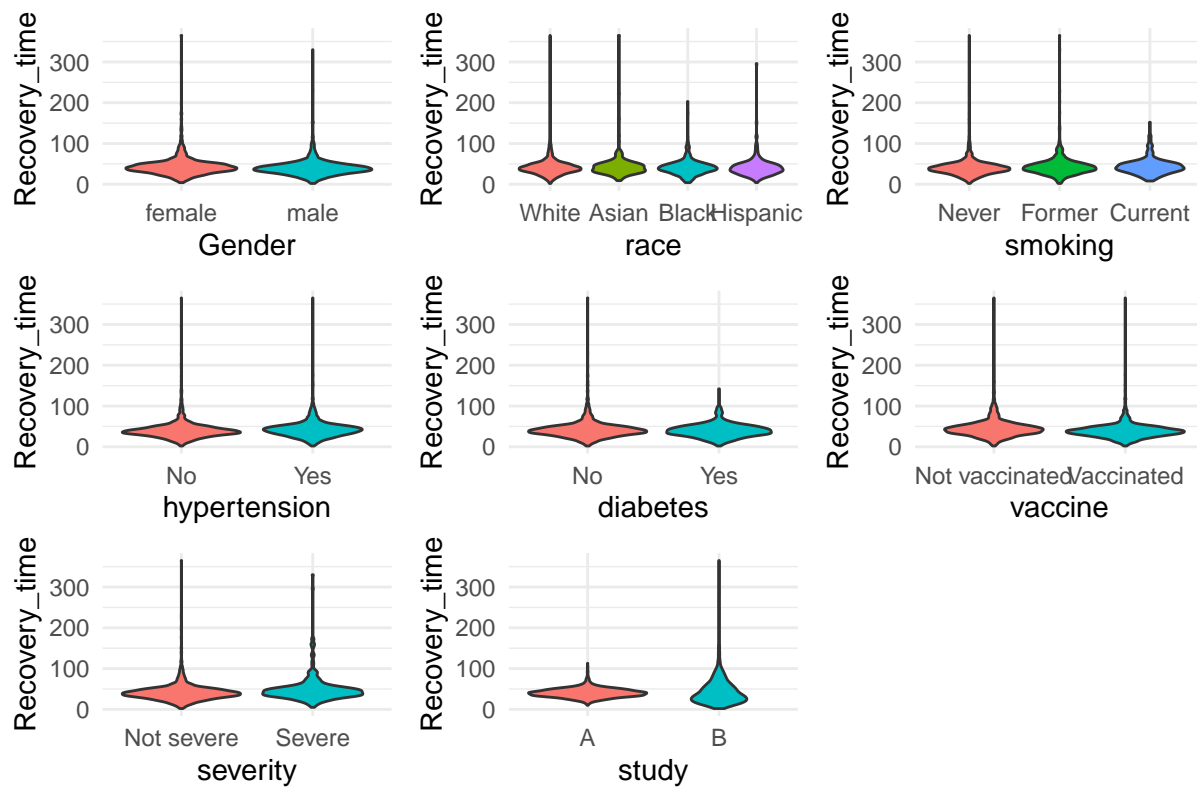 Recovery_time
300
200
100
0
female male
Gender
Recovery_time
300
200
100
0
White Asian Black Hispanic
race
Recovery_time
300
200
100
0
Never Former Current
smoking
Recovery_time
300
200
100
0
No Yes
hypertension
Recovery_time
300
200
100
0
No Yes
diabetes
Recovery_time
300
200
100
0
Not vaccinated Vaccinated
vaccine
Recovery_time
300
200
100
0
Not severe Severe
severity
Recovery_time
300
200
100
0
A B
study